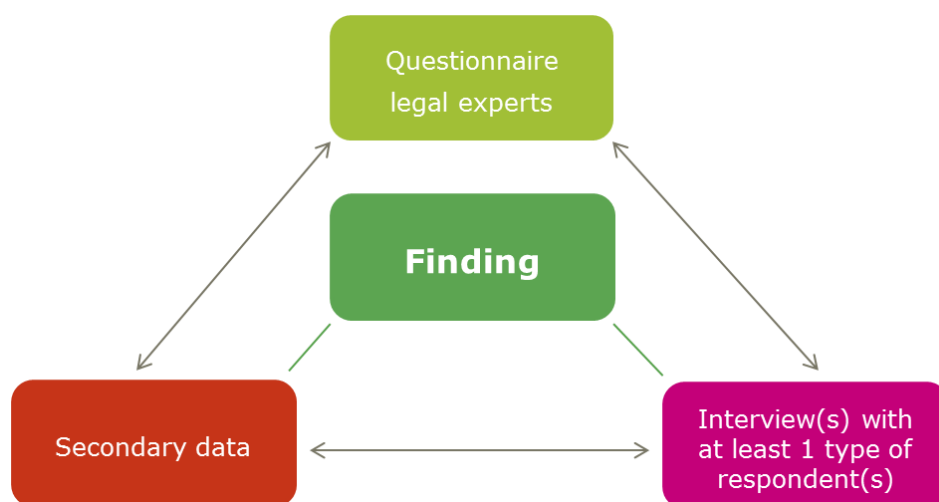 Questionnaire
legal experts
Finding
Secondary data
Interview(s) with
at least 1 type of
respondent(s)